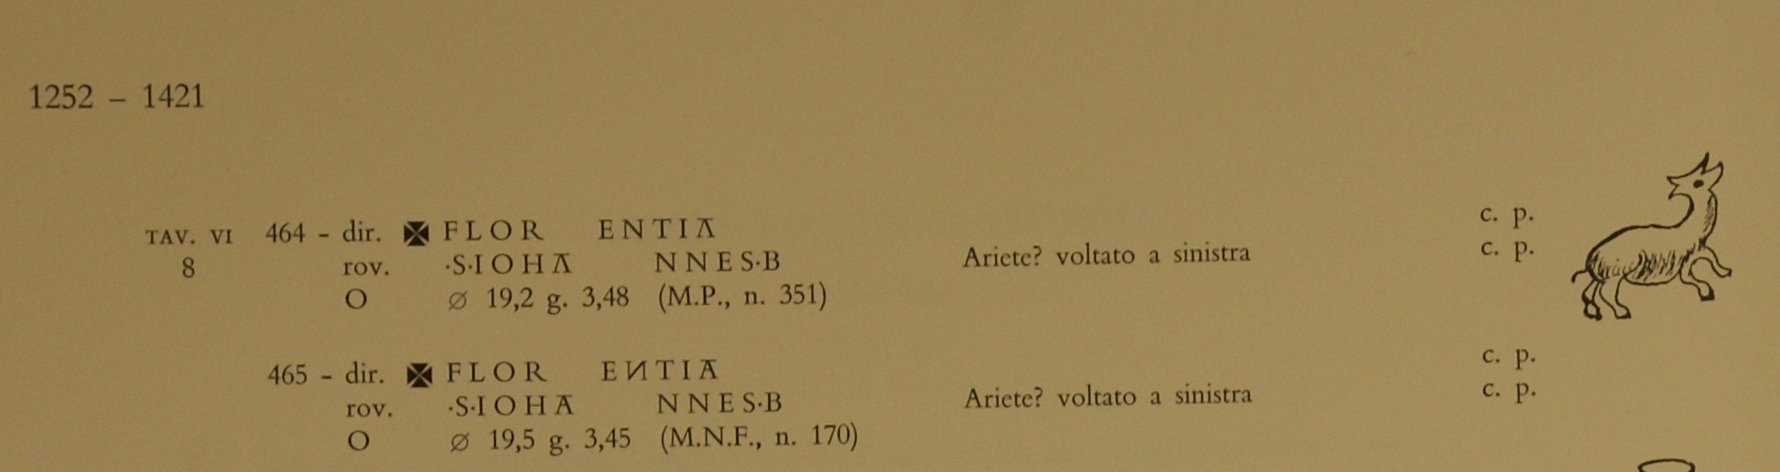 1252 – 1421
TAV. VI 464 - dir. ✠ FLOR ENTIA c. p.
8 rov. ·S·IOHA NNES·B Ariete? voltato a sinistra c. p.
O ⌀ 19,2 g. 3,48 (M.P., n. 351)
465 - dir. ✠ FLOR EИTIA c. p.
rov. ·S·IOHA NNES·B Ariete? voltato a sinistra c. p.
O ⌀ 19,5 g. 3,45 (M.N.F., n. 170)